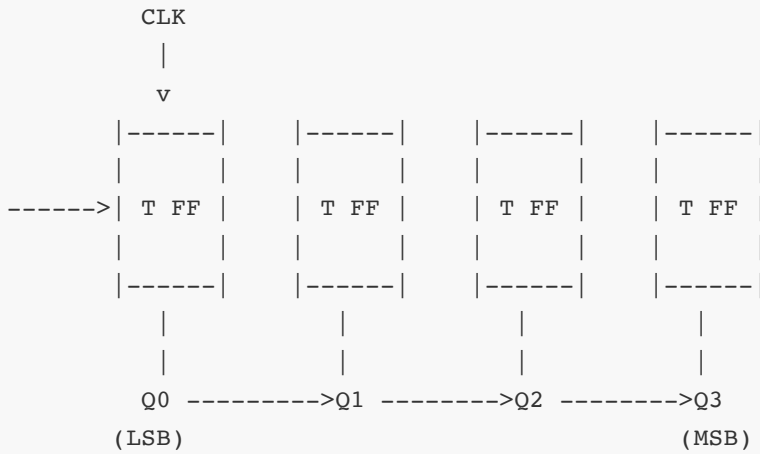 CLK
|
v
|------|    |------|    |------|    |------|
|      |    |      |    |      |    |      |
------>| T FF |    | T FF |    | T FF |    | T FF |
|      |    |      |    |      |    |      |
|------|    |------|    |------|    |------|
|         |         |         |
|         |         |         |
Q0 --------->Q1 ------->Q2 ------->Q3
(LSB)                             (MSB)